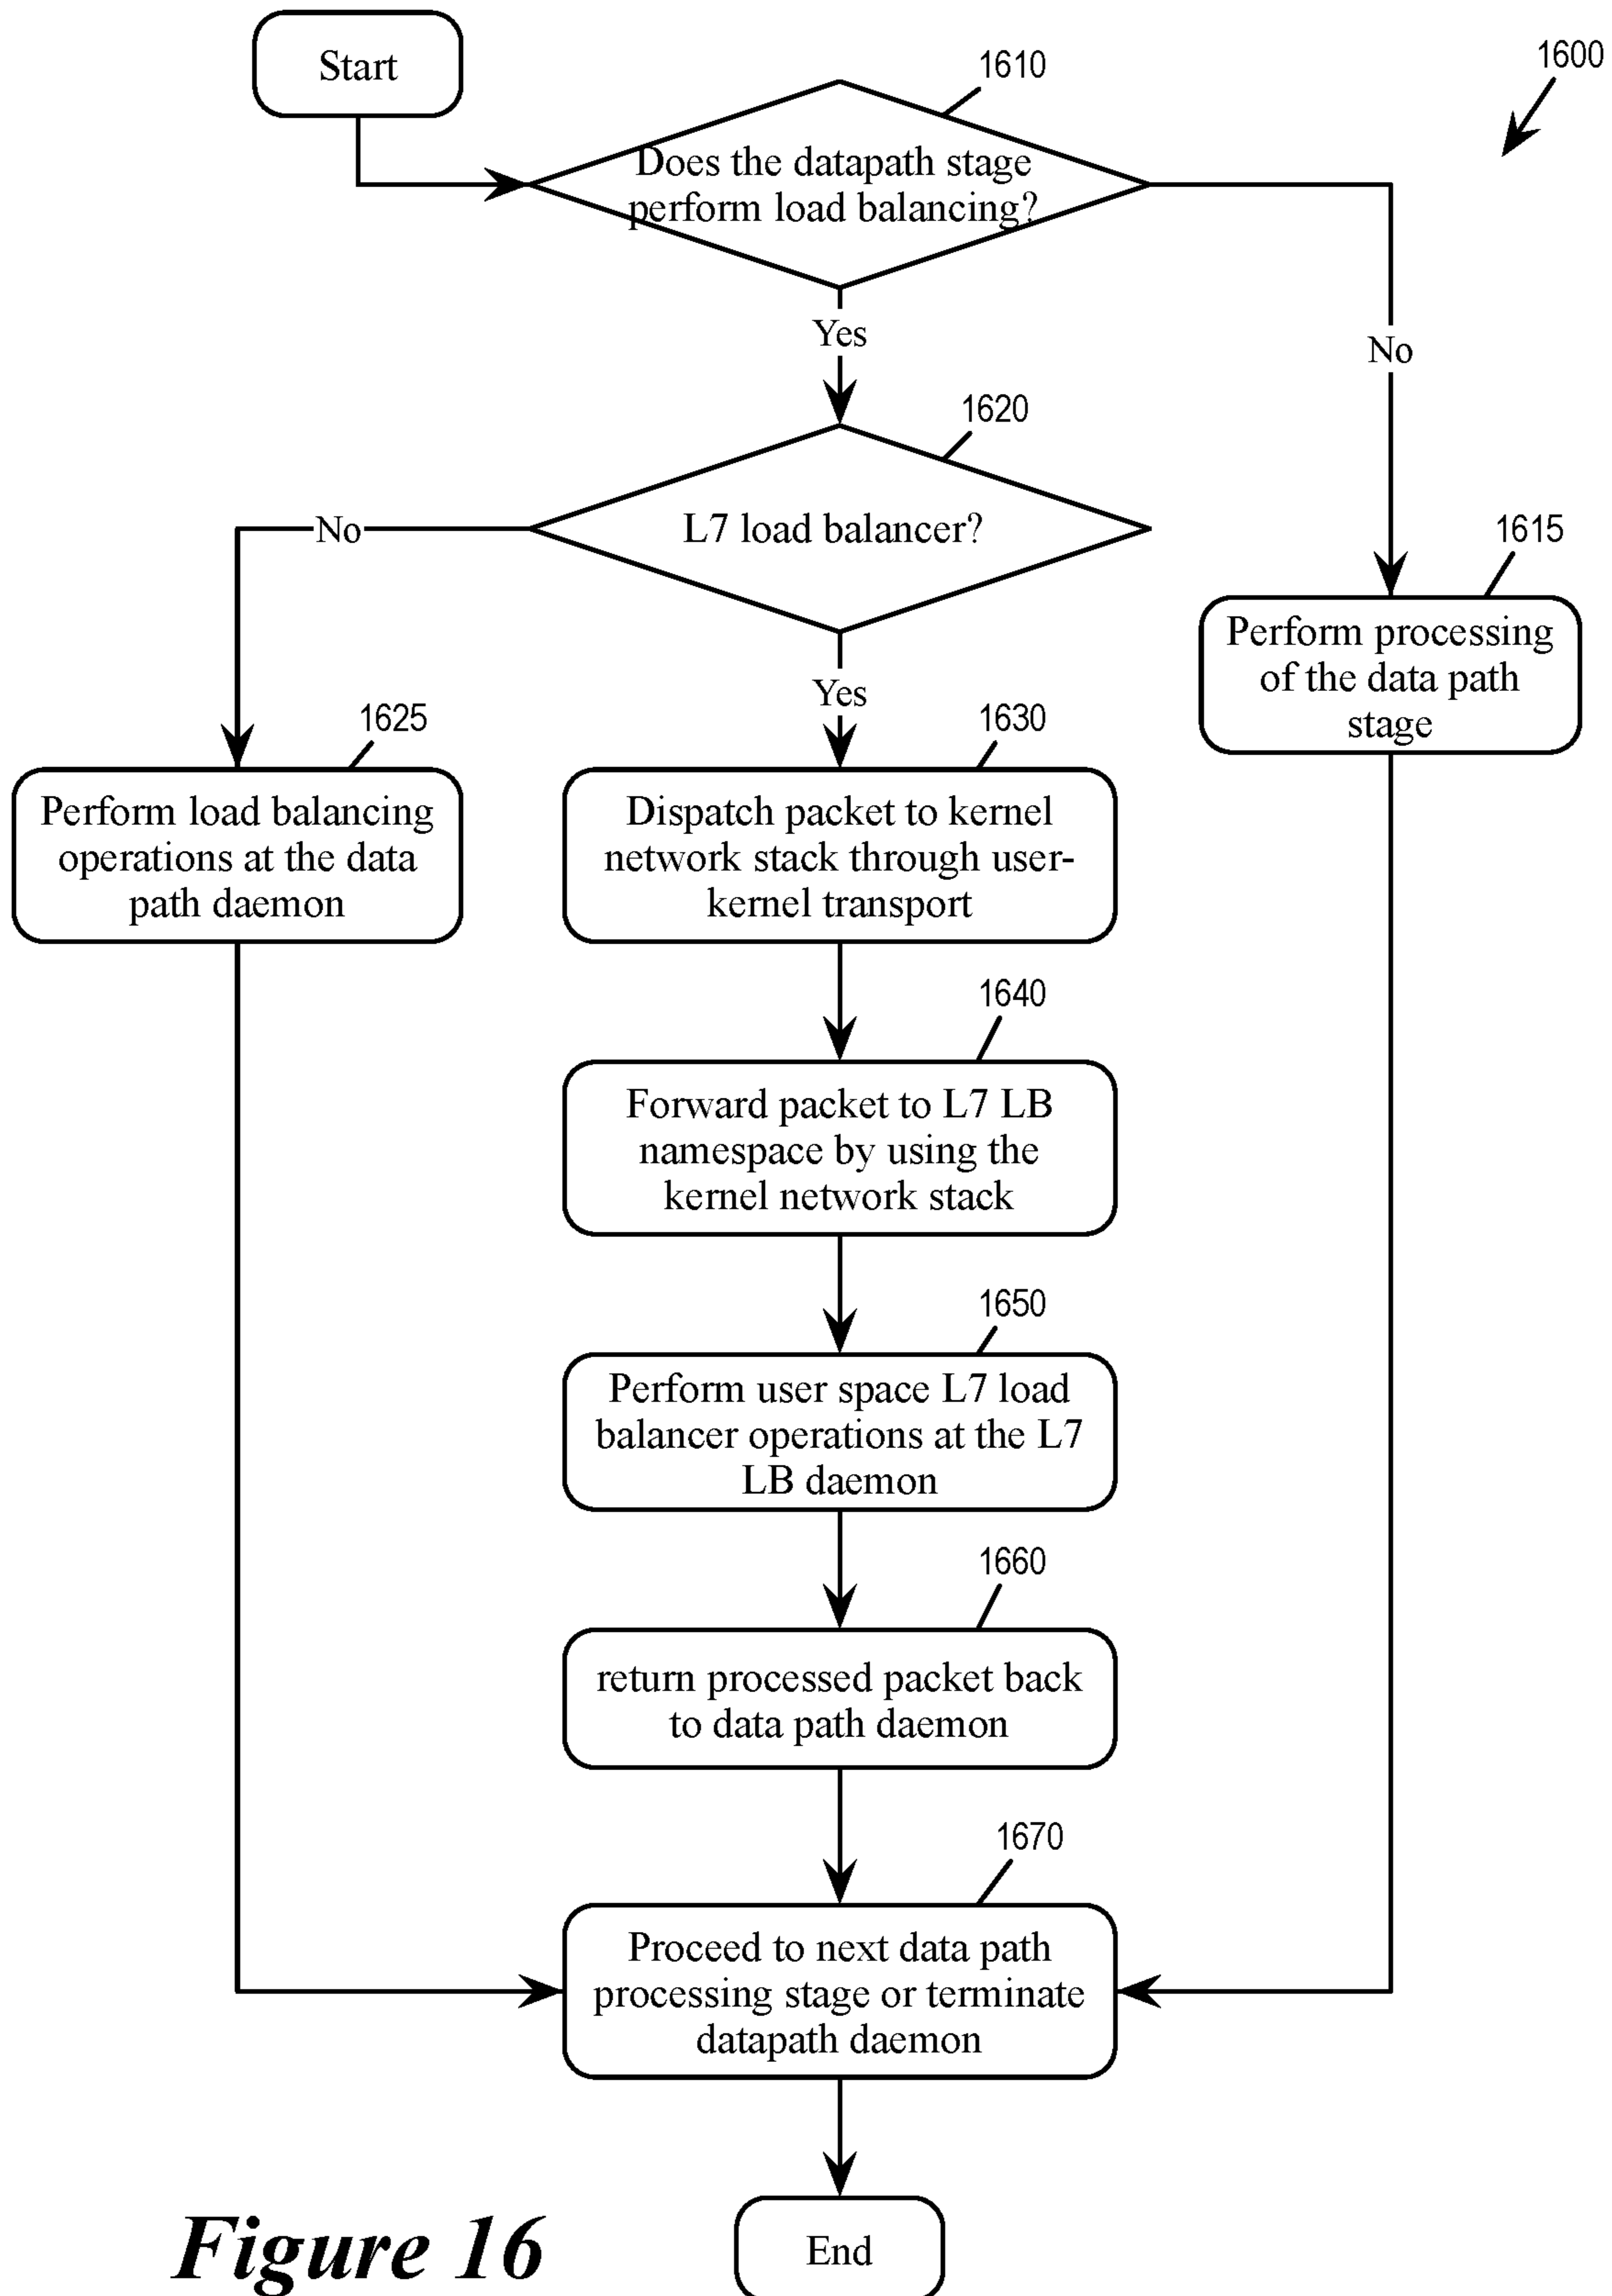 Start
1610
1600
Does the datapath stage
perform load balancing?
Yes
No
1620
L7 load balancer?
No
1615
Perform processing
of the data path
stage
Yes
1625
1630
Perform load balancing
operations at the data
path daemon
Dispatch packet to kernel
network stack through user-
kernel transport
1640
Forward packet to L7 LB
namespace by using the
kernel network stack
1650
Perform user space L7 load
balancer operations at the L7
LB daemon
1660
return processed packet back
to data path daemon
1670
Proceed to next data path
processing stage or terminate
datapath daemon
End
Figure 16